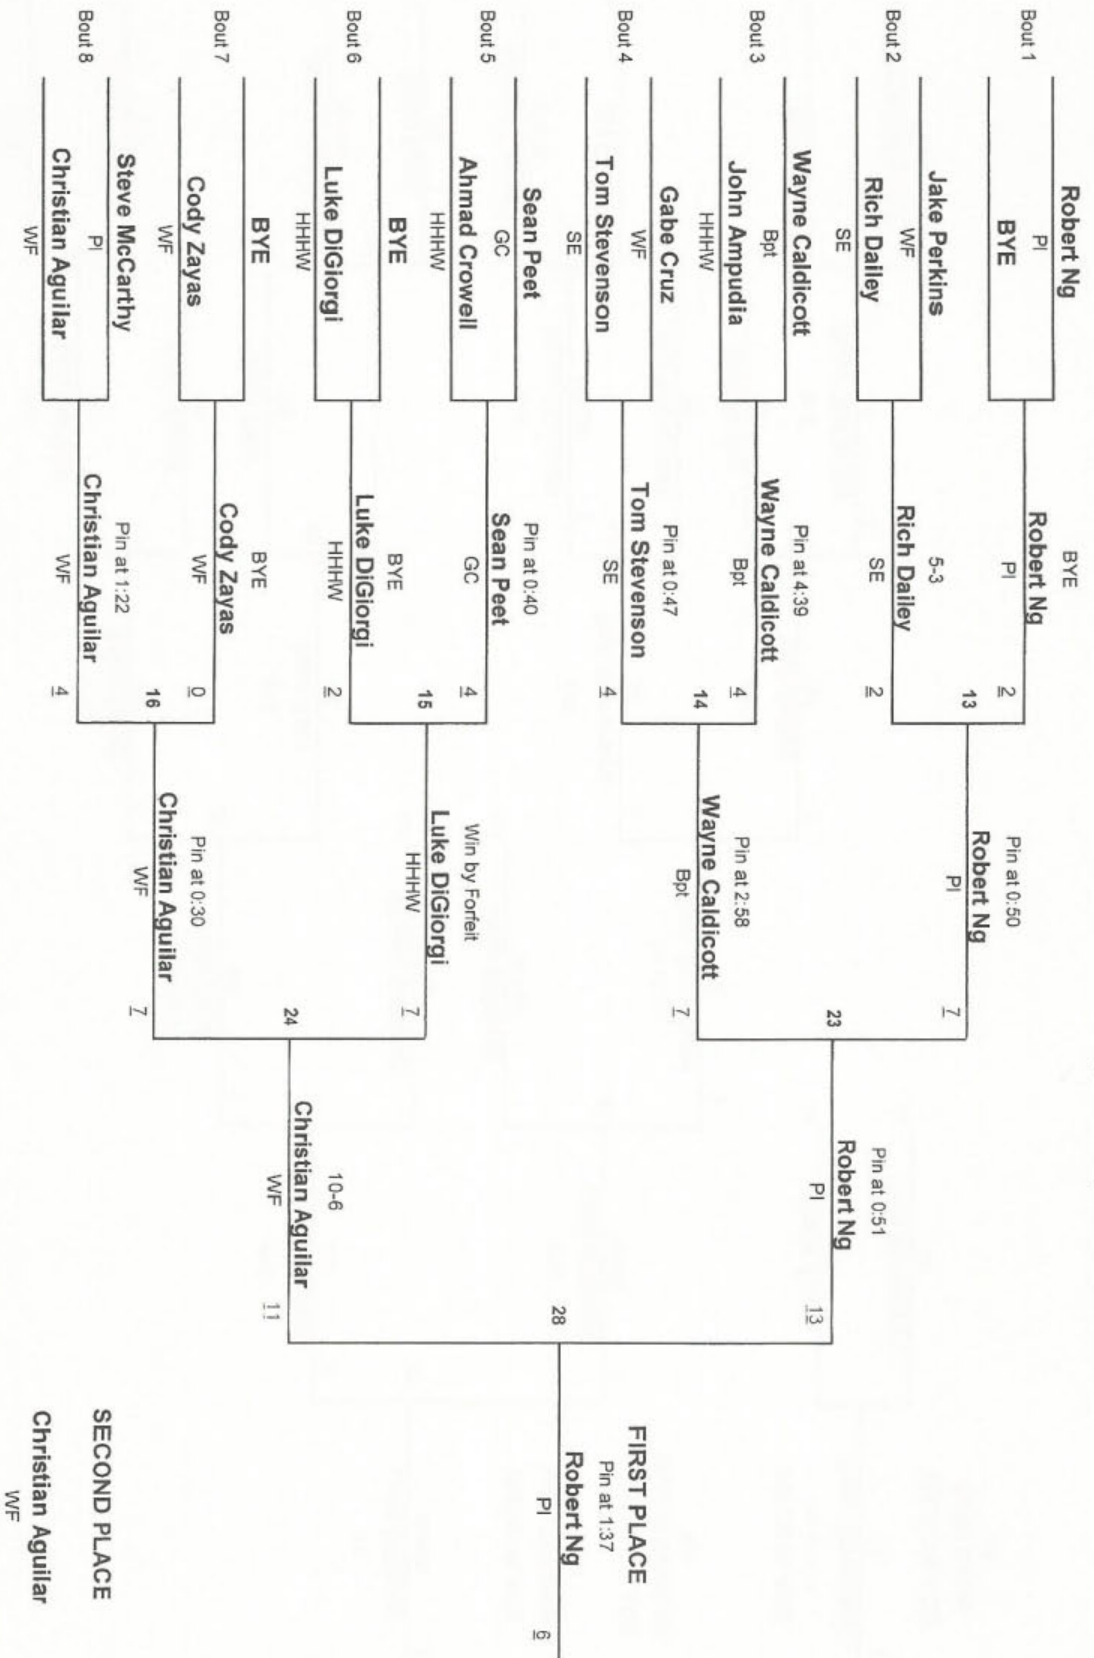 Bout 1
Robert Ng
PI
BYE
Bout 2
Jake Perkins
WF
Rich Dailey
SE
Bout 3
Wayne Caldicott
Bpt
John Ampudia
HHHW
Bout 4
Gabe Cruz
WF
Tom Stevenson
SE
Bout 5
Sean Peet
GC
Ahmad Crowell
HHHW
Bout 6
BYE
Luke DiGiorgi
HHHW
Bout 7
BYE
Cody Zayas
WF
Bout 8
Steve McCarthy
PI
Christian Aguilar
WF
BYE
Robert Ng
PI
2
13
5-3
Rich Dailey
SE
2
Pin at 4:39
Wayne Caldicott
Bpt
4
14
Pin at 0:47
Tom Stevenson
SE
4
Pin at 0:40
Sean Peet
GC
4
15
BYE
Luke DiGiorgi
HHHW
2
BYE
Cody Zayas
WF
0
16
Pin at 1:22
Christian Aguilar
WF
4
Pin at 0:50
Robert Ng
PI
7
23
Pin at 2:58
Wayne Caldicott
Bpt
7
Win by Forfeit
Luke DiGiorgi
HHHW
7
24
Pin at 0:30
Christian Aguilar
WF
7
Pin at 0:51
Robert Ng
PI
13
28
10-6
Christian Aguilar
WF
11
FIRST PLACE
Pin at 1:37
Robert Ng
PI
6
SECOND PLACE
Christian Aguilar
WF